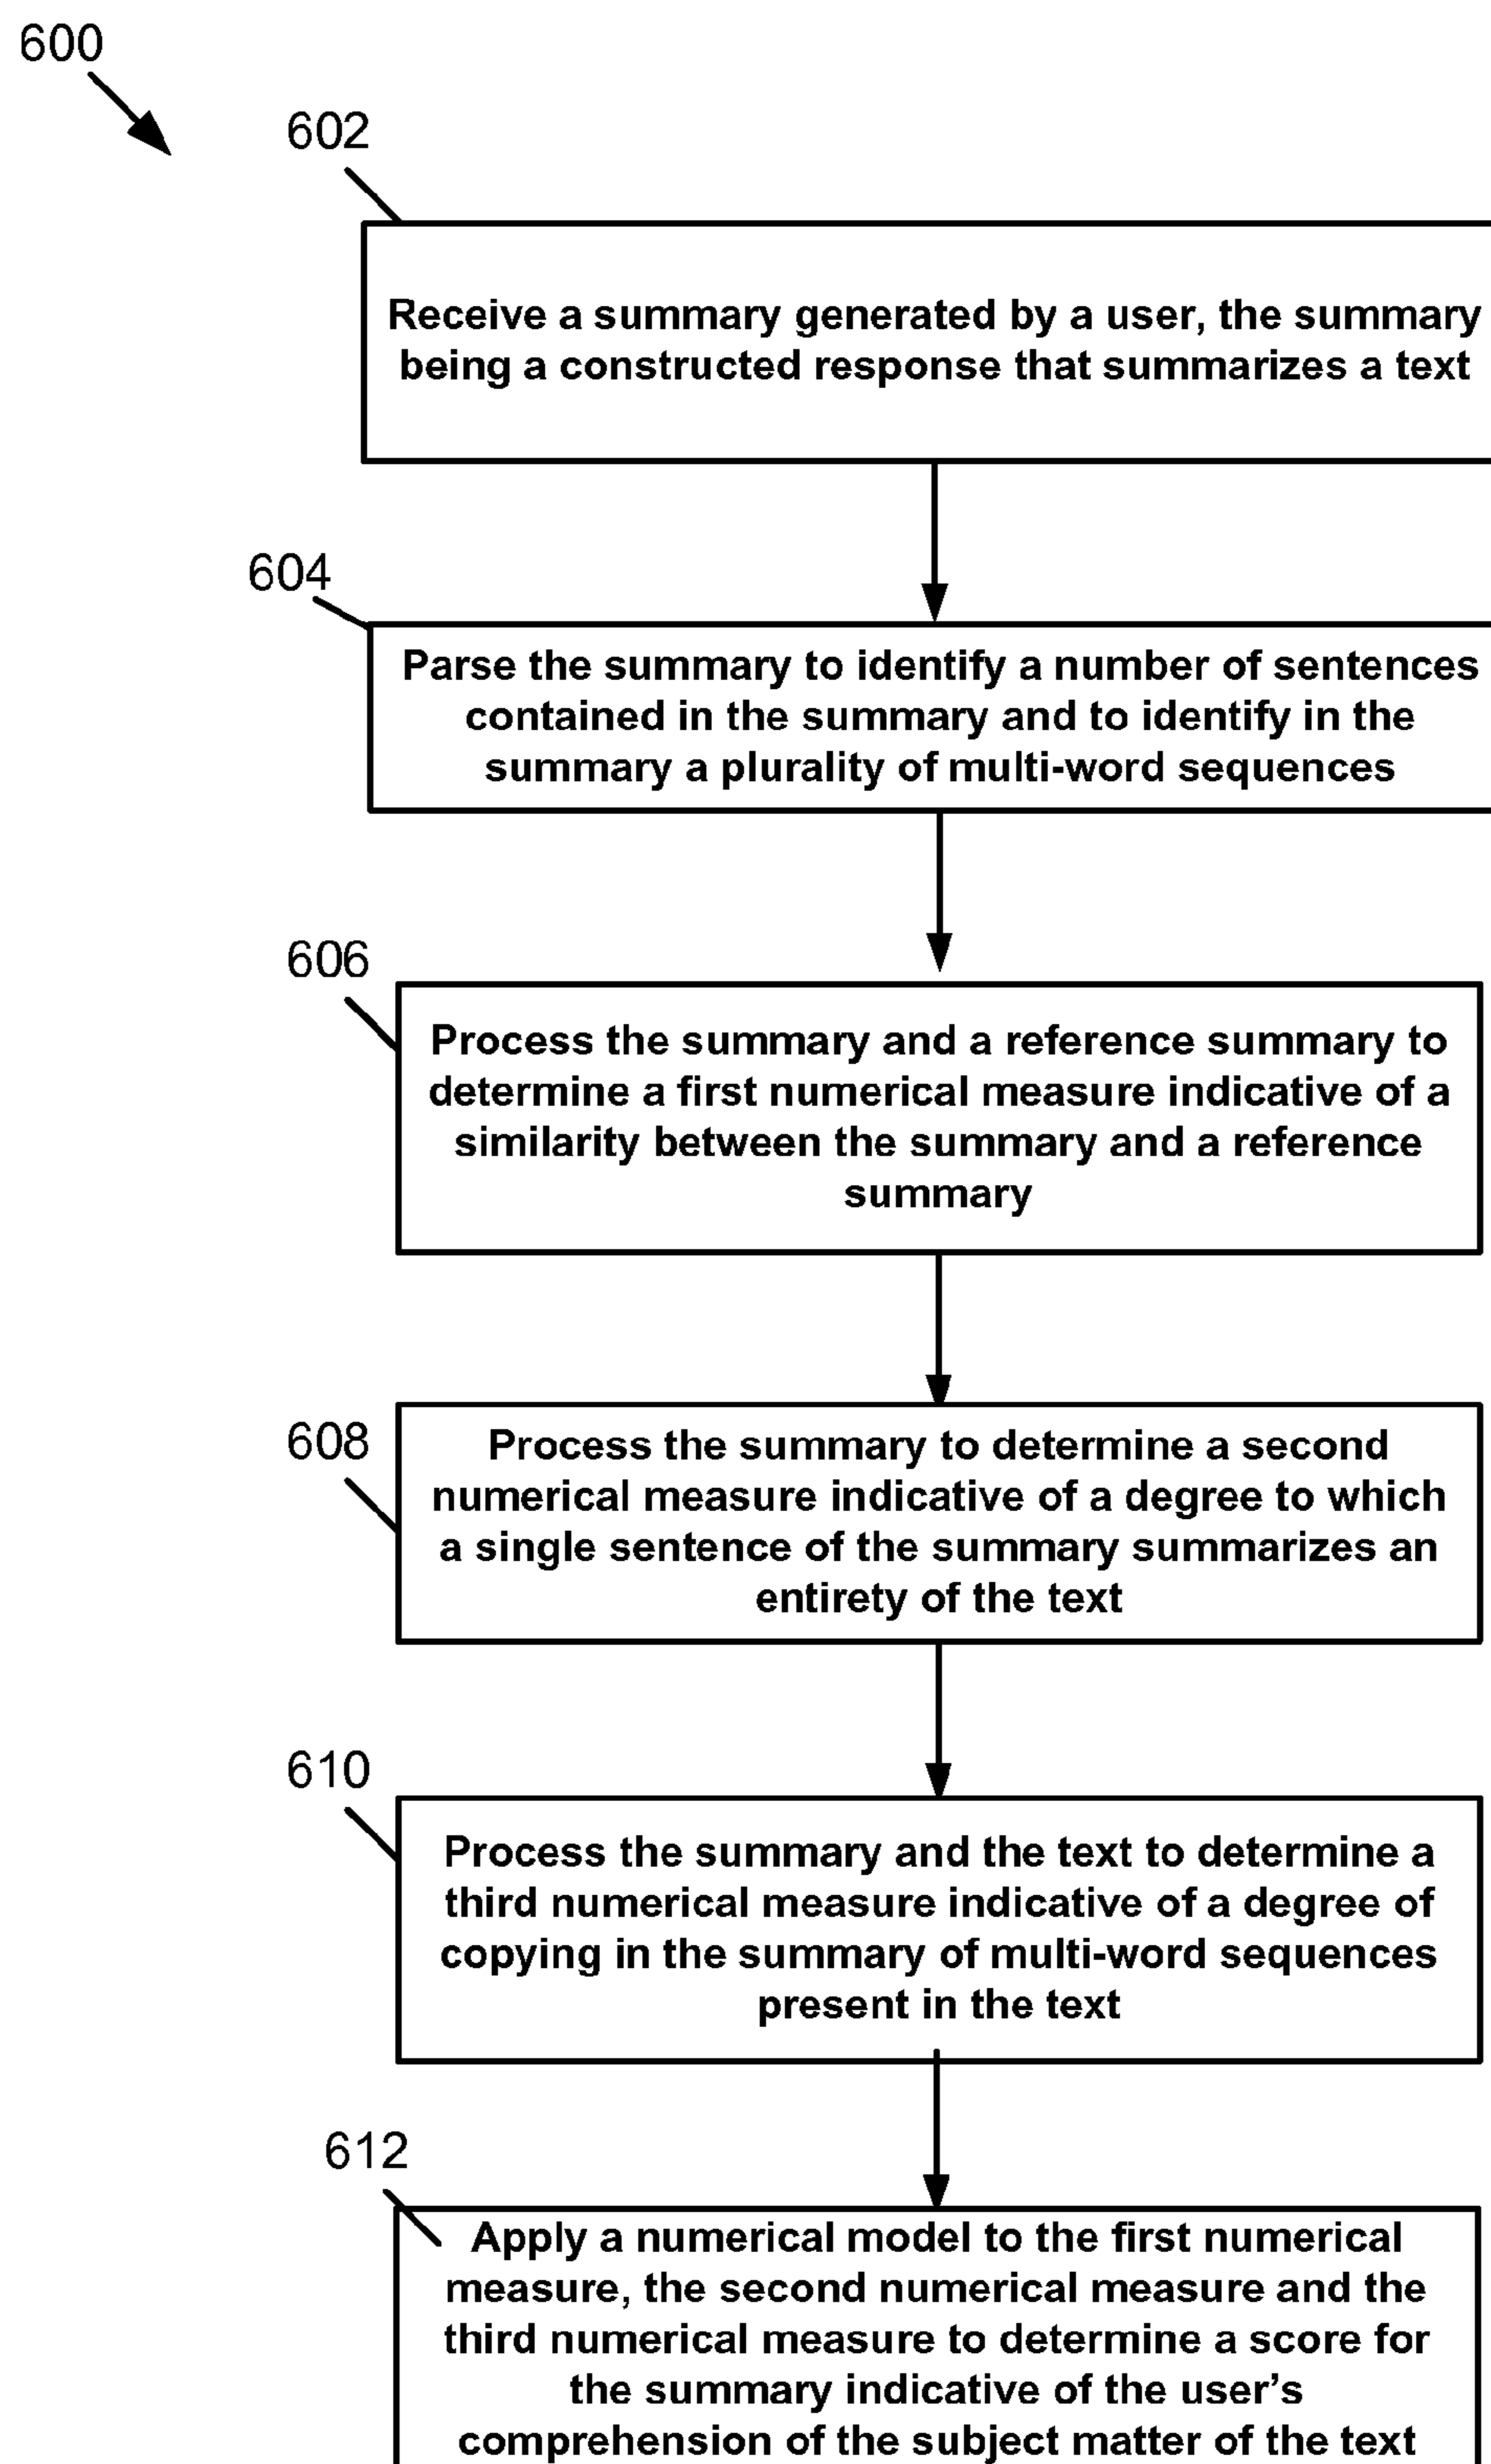 600
602
Receive a summary generated by a user, the summary
being a constructed response that summarizes a text
604
Parse the summary to identify a number of sentences
contained in the summary and to identify in the
summary a plurality of multi-word sequences
606
Process the summary and a reference summary to
determine a first numerical measure indicative of a
similarity between the summary and a reference
summary
608
Process the summary to determine a second
numerical measure indicative of a degree to which
a single sentence of the summary summarizes an
entirety of the text
610
Process the summary and the text to determine a
third numerical measure indicative of a degree of
copying in the summary of multi-word sequences
present in the text
612
Apply a numerical model to the first numerical
measure, the second numerical measure and the
third numerical measure to determine a score for
the summary indicative of the user’s
comprehension of the subject matter of the text